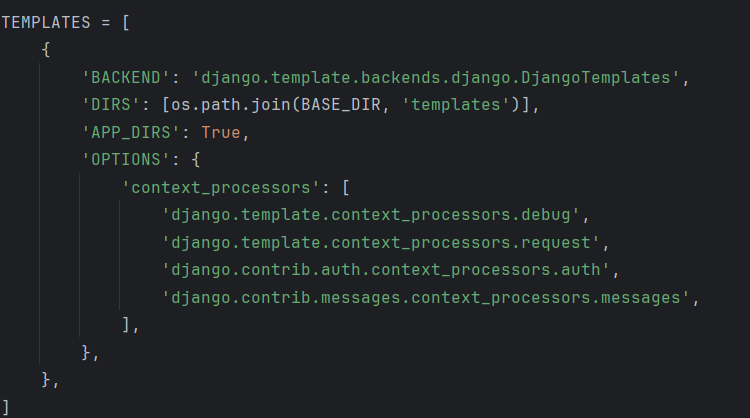 TEMPLATES = [
    {
        'BACKEND': 'django.template.backends.django.DjangoTemplates',
        'DIRS': [os.path.join(BASE_DIR, 'templates')],
        'APP_DIRS': True,
        'OPTIONS': {
            'context_processors': [
                'django.template.context_processors.debug',
                'django.template.context_processors.request',
                'django.contrib.auth.context_processors.auth',
                'django.contrib.messages.context_processors.messages',
            ],
        },
    },
]